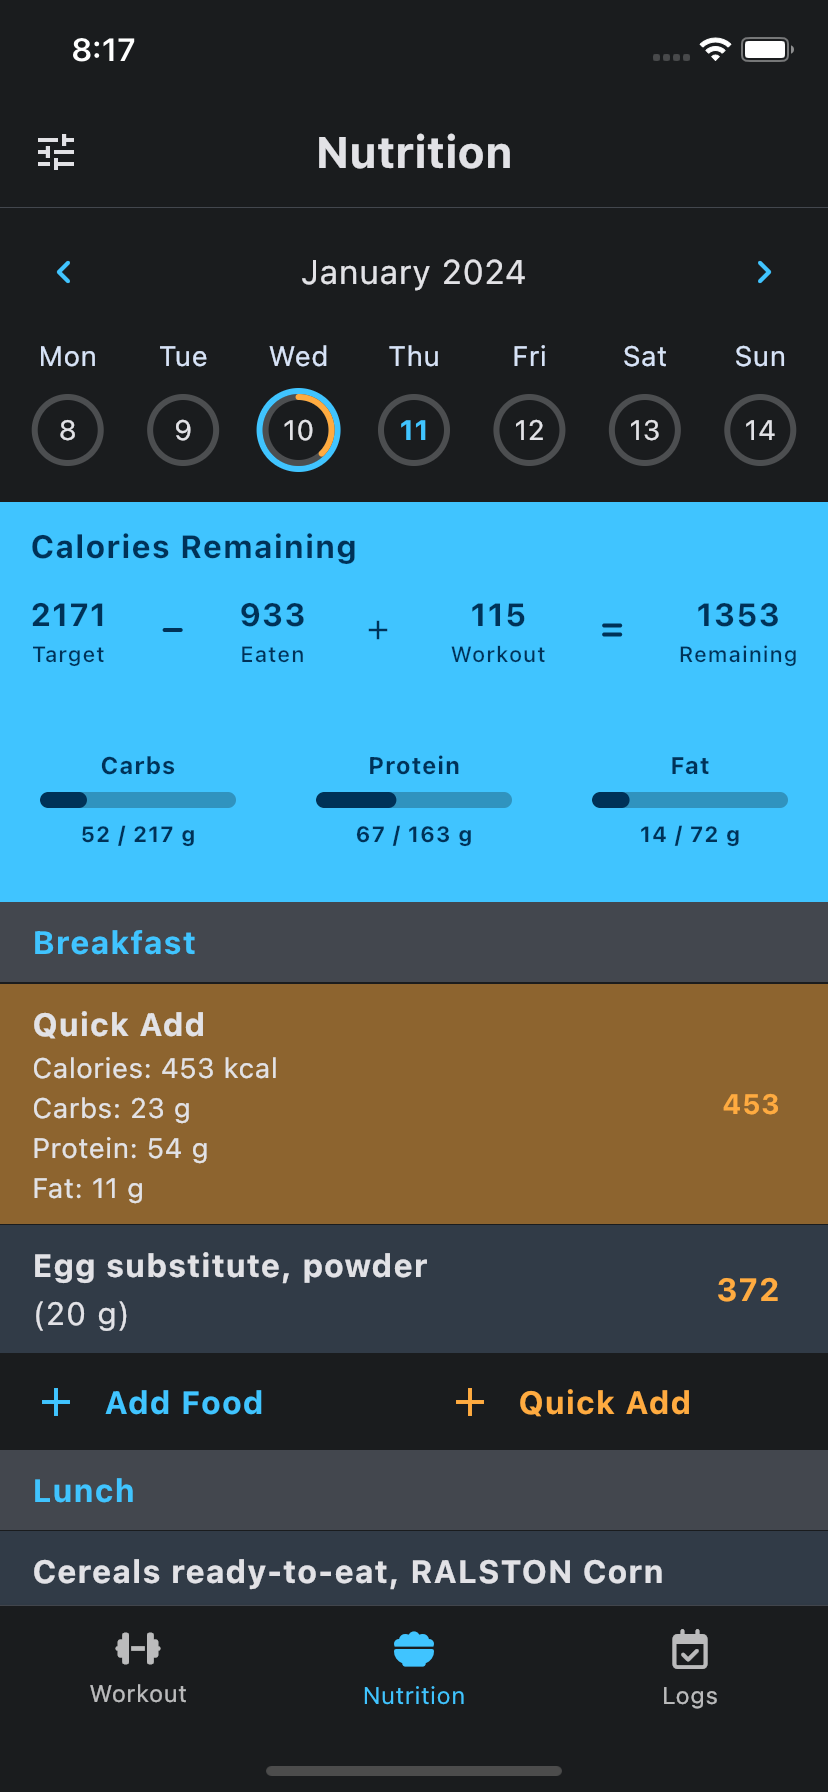 8:17
Nutrition
January 2024
Mon Tue Wed Thu Fri Sat Sun
8 9 10 11 12 13 14
Calories Remaining
2171 – 933 + 115 = 1353
Target Eaten Workout Remaining
Carbs Protein Fat
52 / 217 g 67 / 163 g 14 / 72 g
Breakfast
Quick Add
Calories: 453 kcal
Carbs: 23 g
453
Protein: 54 g
Fat: 11 g
Egg substitute, powder
372
(20 g)
+ Add Food + Quick Add
Lunch
Cereals ready-to-eat, RALSTON Corn
Workout Nutrition Logs